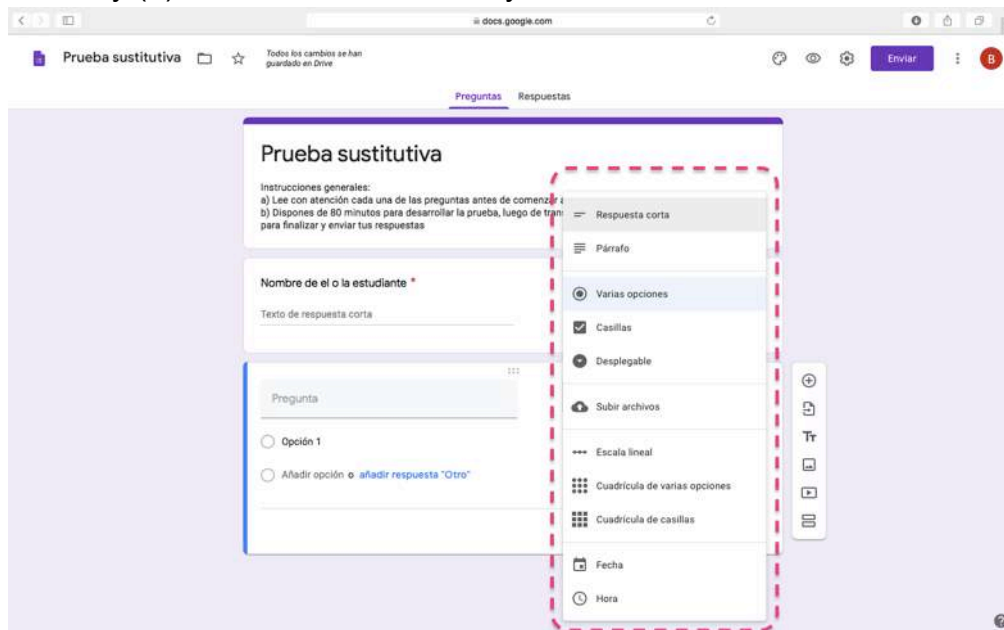 docs.google.com
Prueba sustitutiva
Todos los cambios se han
guardado en Drive
Enviar
B
Preguntas Respuestas
Prueba sustitutiva
Instrucciones generales:
a) Lee con atención cada una de las preguntas antes de comenzar a
b) Dispones de 80 minutos para desarrollar la prueba, luego de tran
para finalizar y enviar tus respuestas
Nombre de el o la estudiante *
Texto de respuesta corta
Pregunta
Opción 1
Añadir opción o añadir respuesta "Otro"
Respuesta corta
Párrafo
Varias opciones
Casillas
Desplegable
Subir archivos
Escala lineal
Cuadrícula de varias opciones
Cuadrícula de casillas
Fecha
Hora
Tт